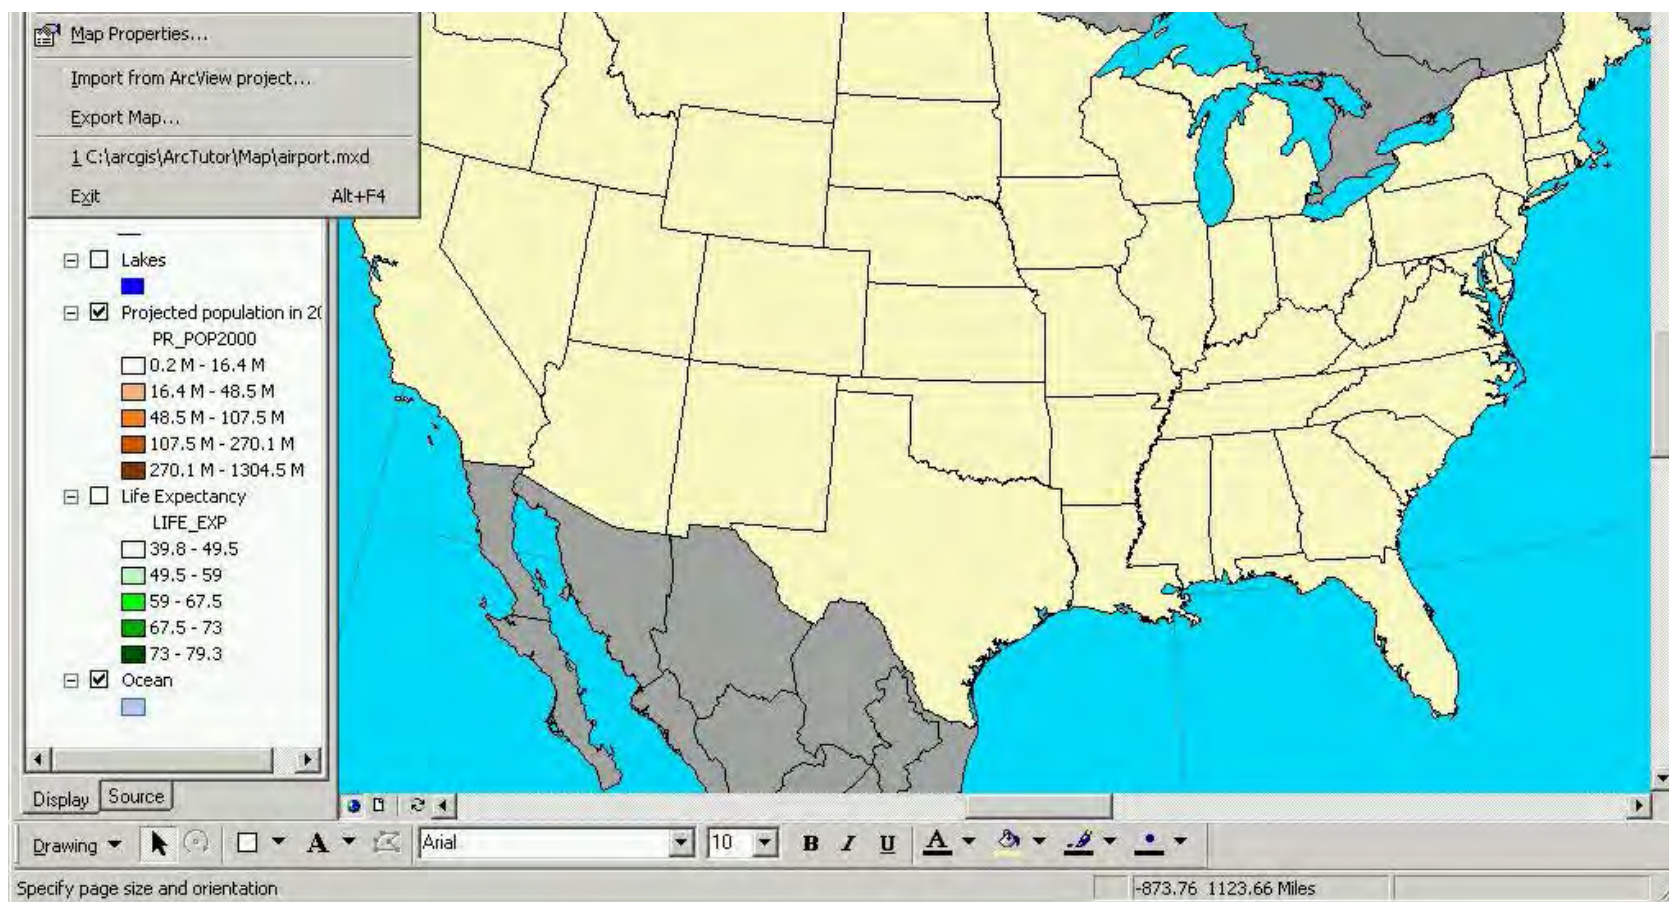 Map Properties...
Import from ArcView project...
Export Map...
1 C:\arcgis\ArcTutor\Map\airport.mxd
Exit Alt+F4
Lakes
Projected population in 20
PR_POP2000
0.2 M - 16.4 M
16.4 M - 48.5 M
48.5 M - 107.5 M
107.5 M - 270.1 M
270.1 M - 1304.5 M
Life Expectancy
LIFE_EXP
39.8 - 49.5
49.5 - 59
59 - 67.5
67.5 - 73
73 - 79.3
Ocean
Display Source
Drawing A Arial 10 B I U A
Specify page size and orientation -873.76 1123.66 Miles